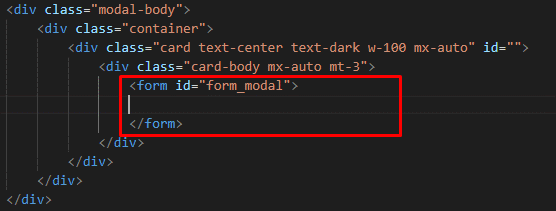 <div class="modal-body">
<div class="container">
<div class="card text-center text-dark w-100 mx-auto" id="">
<div class="card-body mx-auto mt-3">
<form id="form_modal">
</form>
</div>
</div>
</div>
</div>